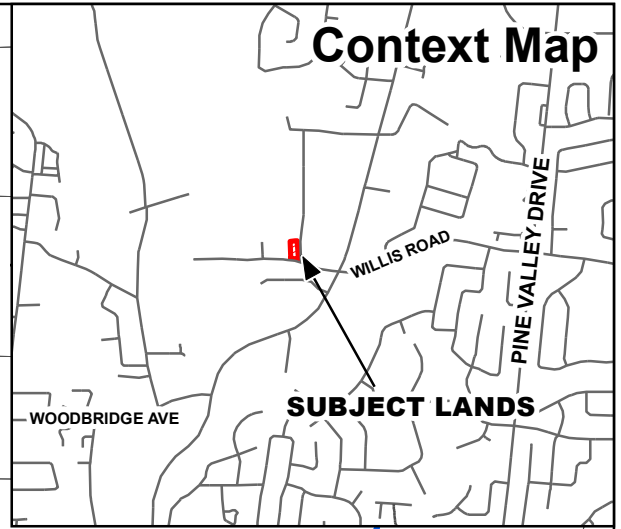 Context Map
PINE VALLEY DRIVE
WILLIS ROAD
SUBJECT LANDS
WOODBRIDGE AVE